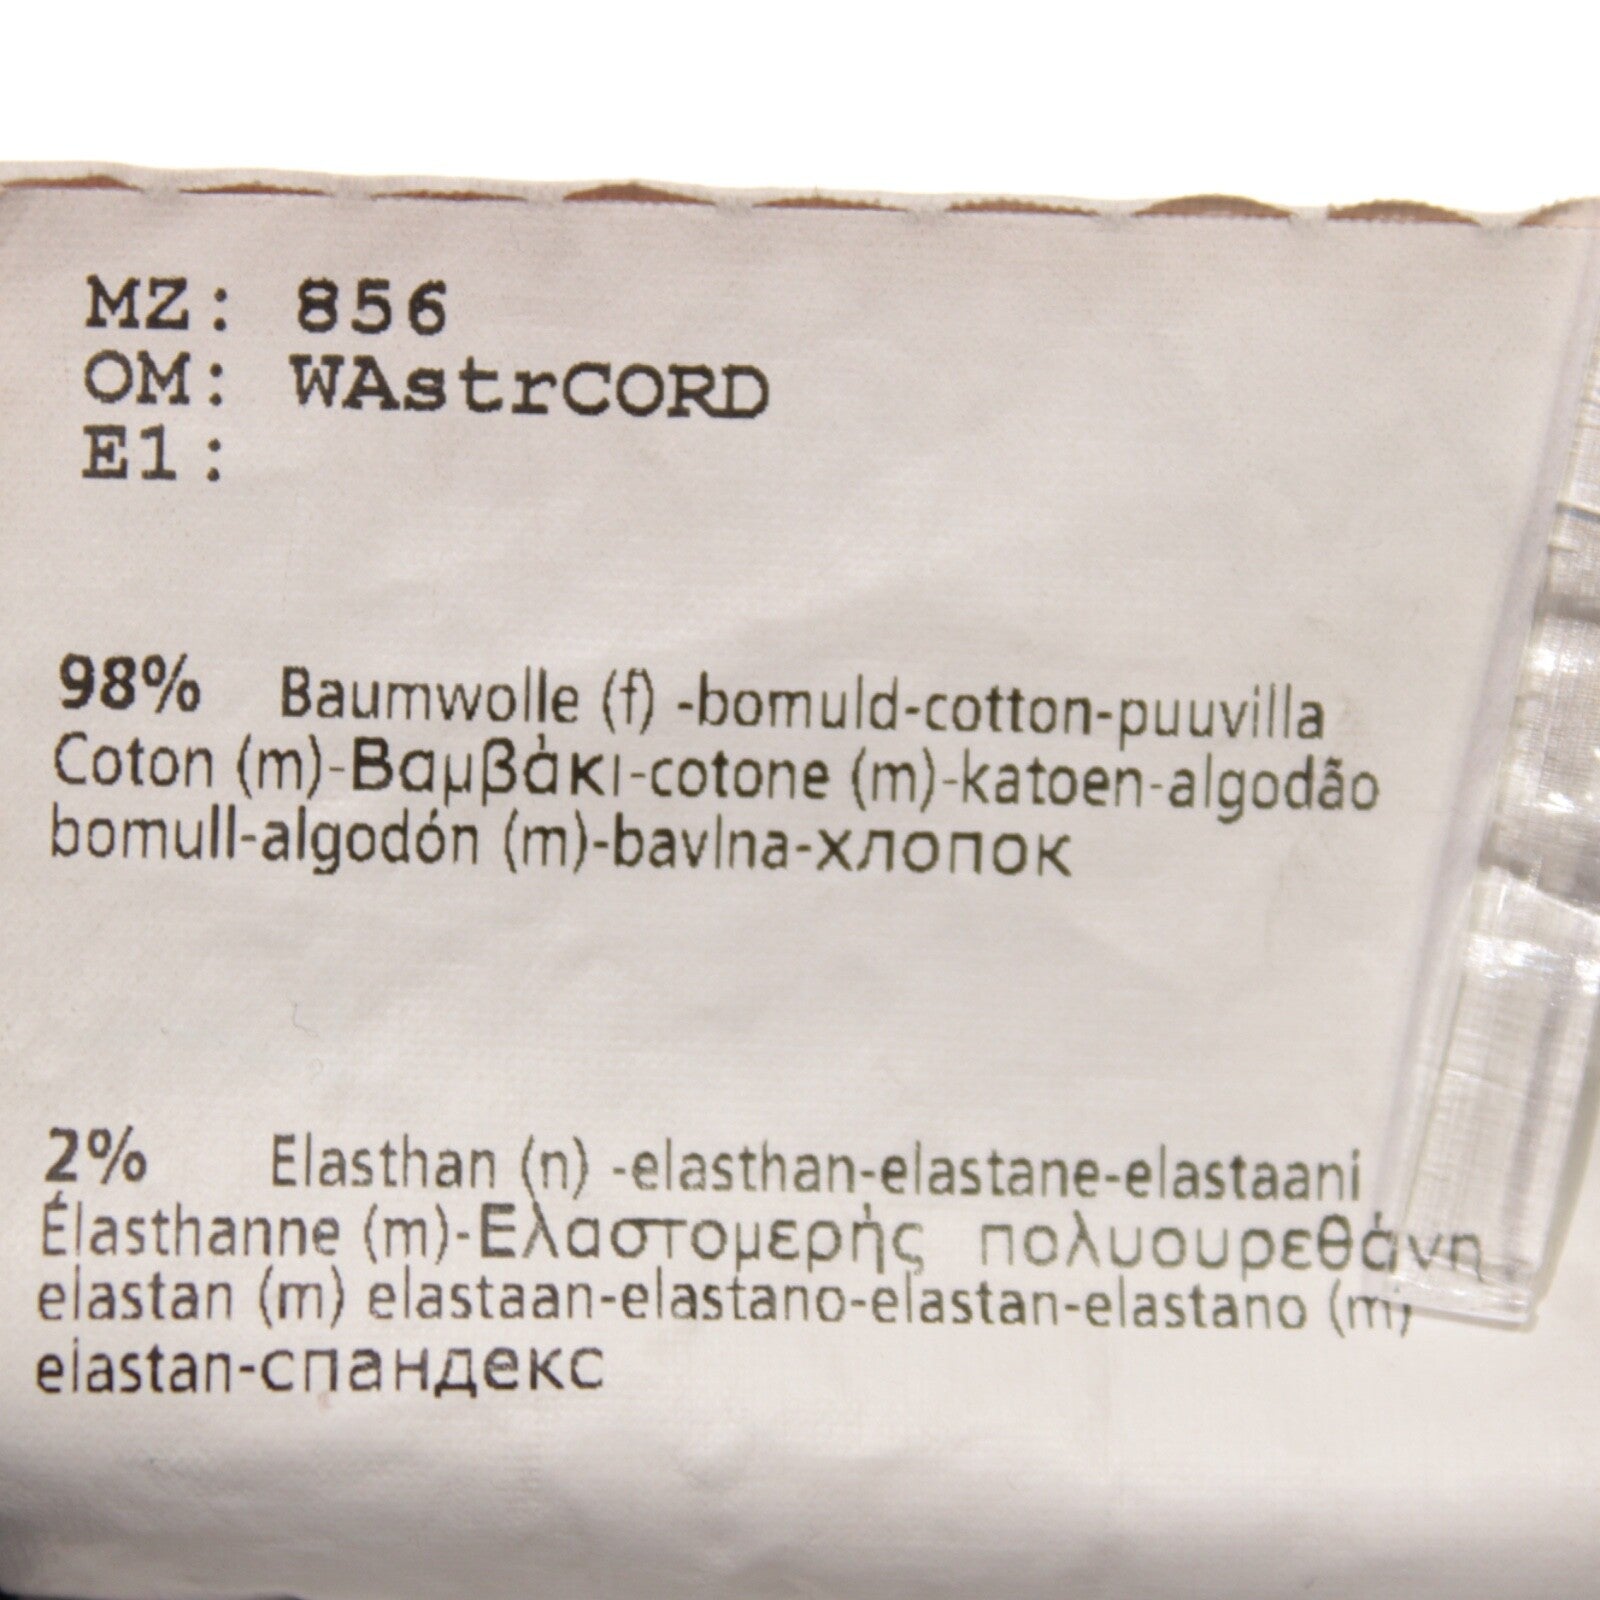 MZ: 856
OM: WAstrCORD
E1:
98% Baumwolle (f) -bomuld-cotton-puuvilla
Coton (m)-Βαμβάκι-cotone (m)-katoen-algodão
bomull-algodón (m)-bavlna-хлопок
2% Elasthan (n) -elasthan-elastane-elastaani
Élasthanne (m)-Ελαστομερής πολυουρεθάνη
elastan (m) elastaan-elastano-elastan-elastano (m)
elastan-спандекс